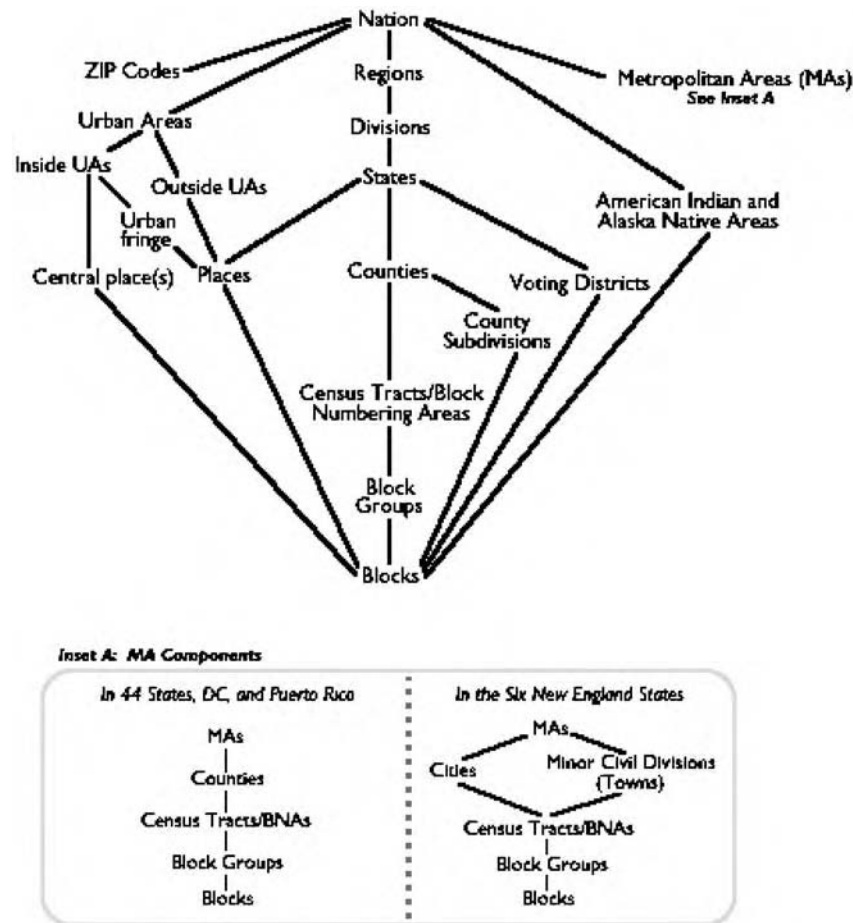 Nation
ZIP Codes
Regions
Metropolitan Areas (MAs)
See Inset A
Urban Areas
Divisions
Inside UAs
Outside UAs
States
American Indian and
Alaska Native Areas
Urban
fringe
Central place(s)
Places
Counties
Voting Districts
County
Subdivisions
Census Tracts/Block
Numbering Areas
Block
Groups
Blocks
Inset A: MA Components
In 44 States, DC, and Puerto Rico
MAs
Counties
Census Tracts/BNAs
Block Groups
Blocks
In the Six New England States
MAs
Cities
Minor Civil Divisions
(Towns)
Census Tracts/BNAs
Block Groups
Blocks